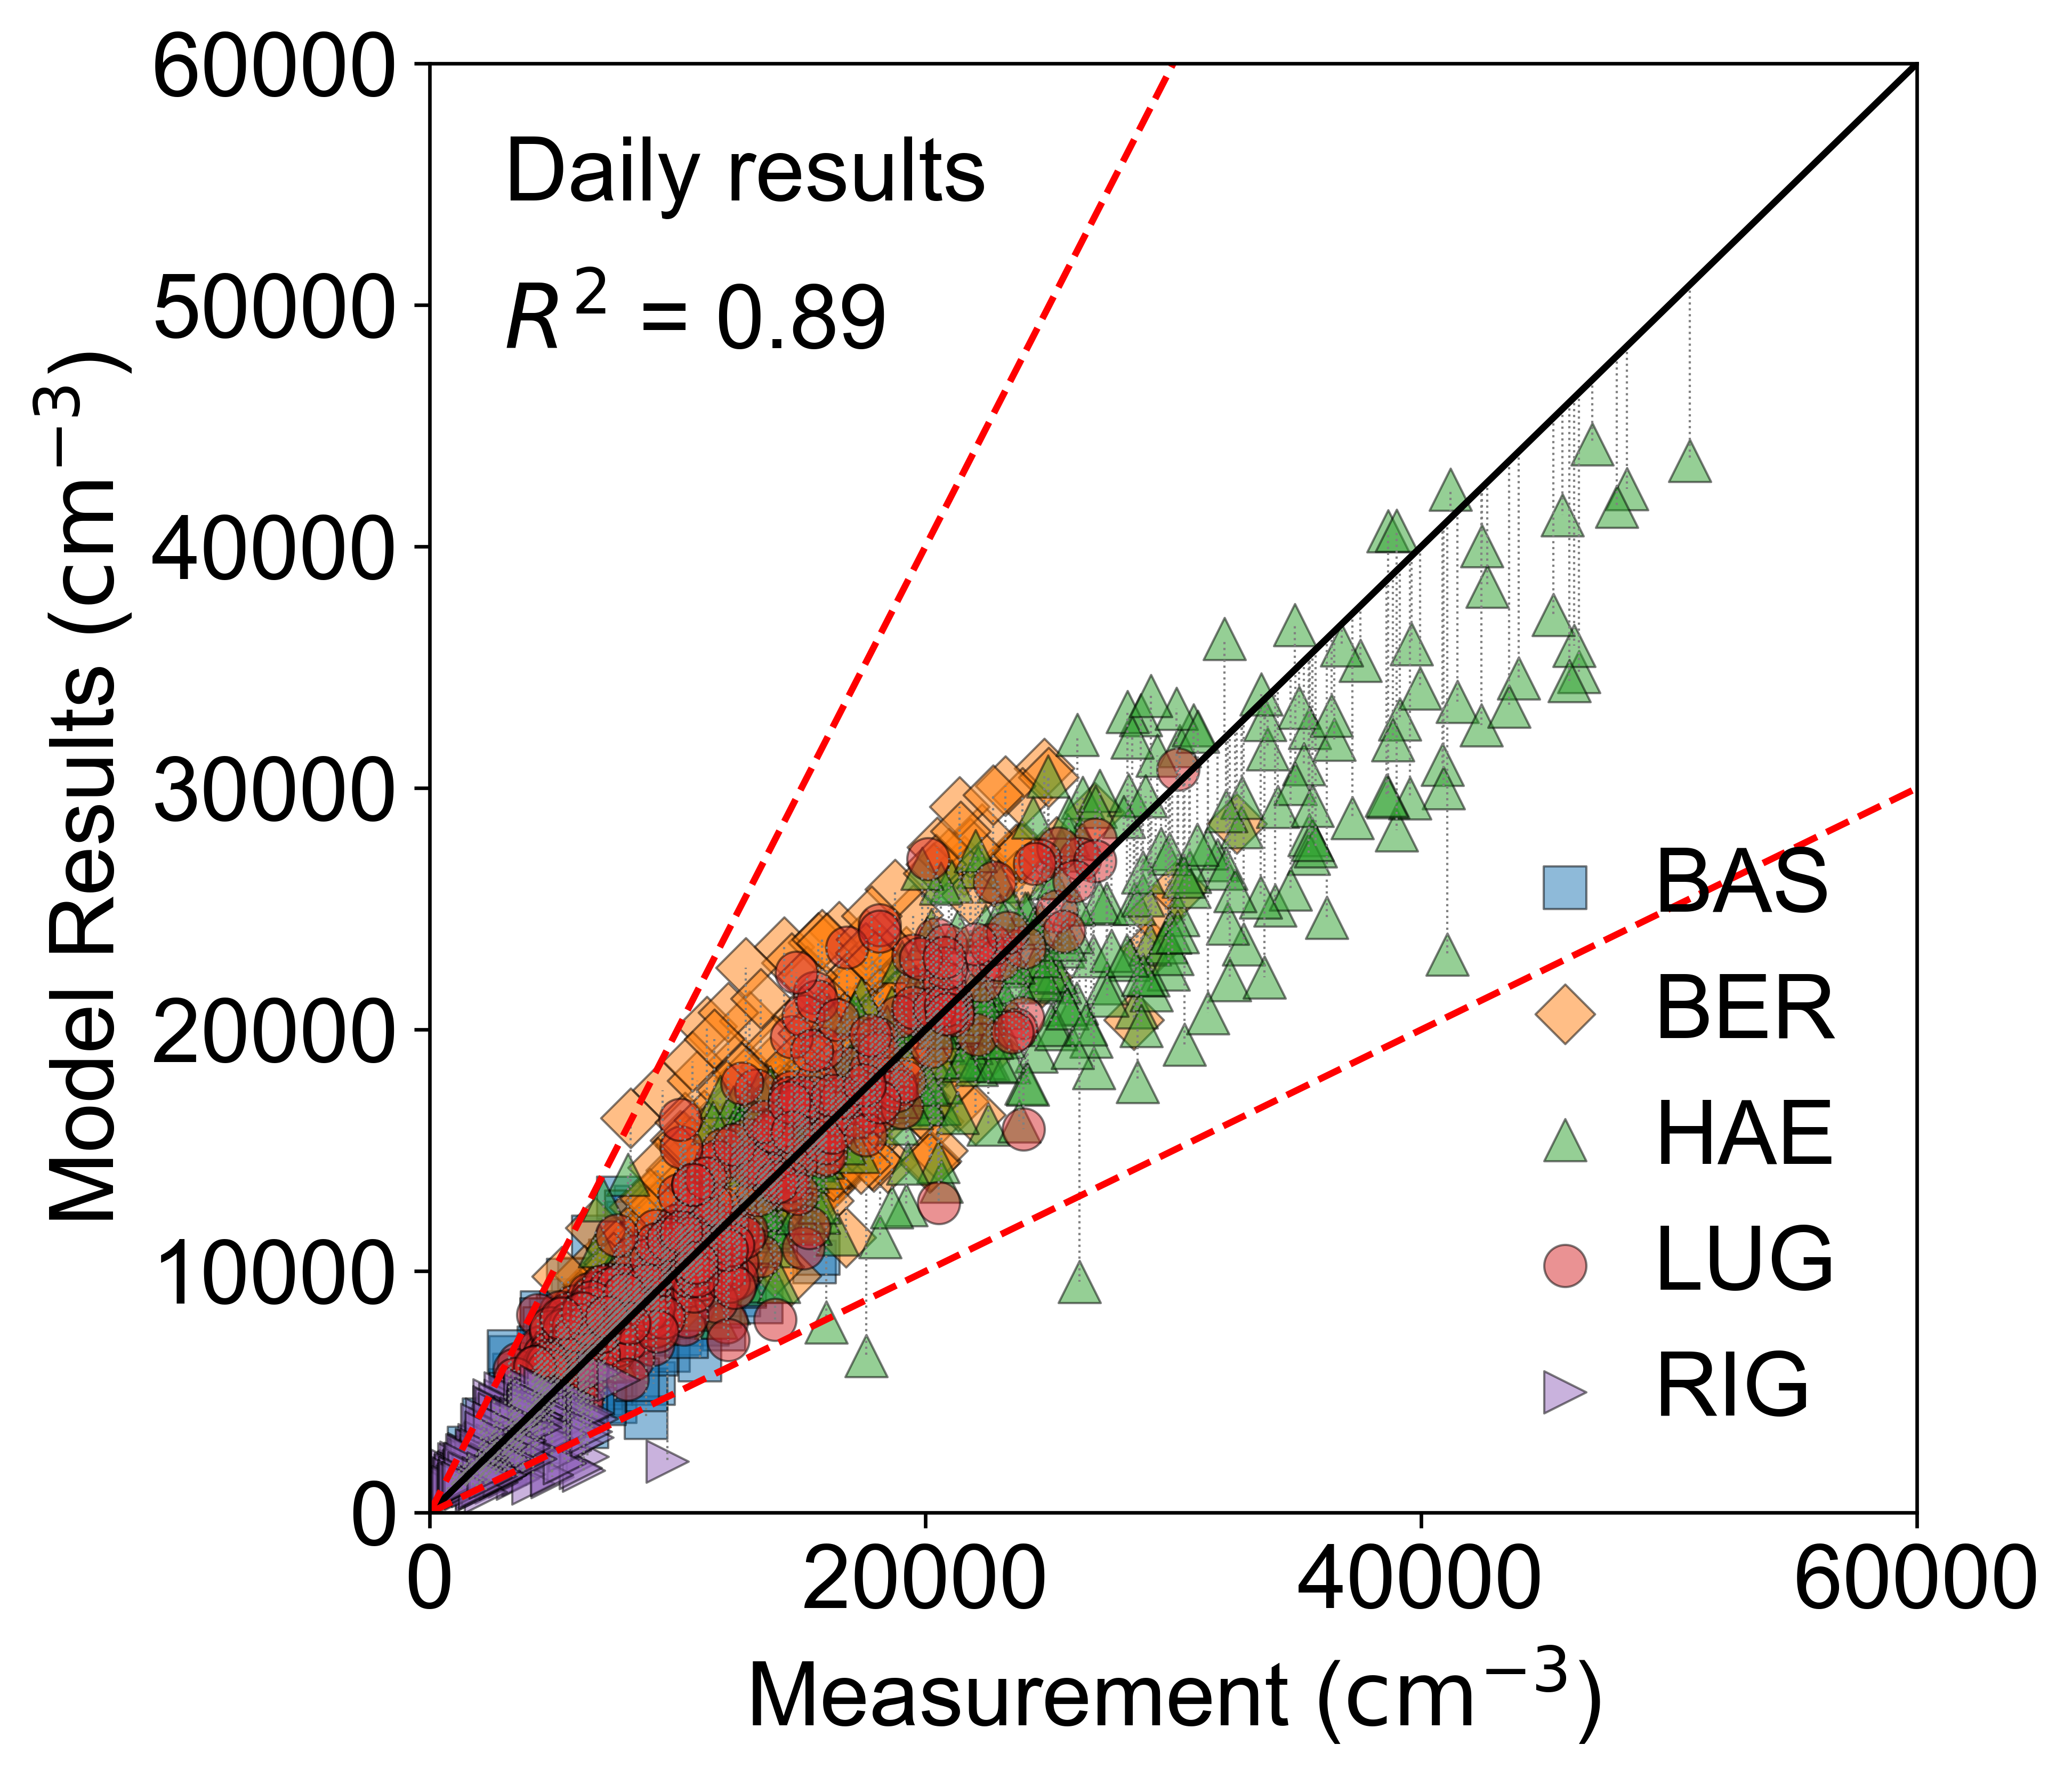 Daily results
R² = 0.89
Model Results (cm⁻³)
60000
50000
40000
30000
20000
10000
0
0 20000 40000 60000
Measurement (cm⁻³)
BAS
BER
HAE
LUG
RIG